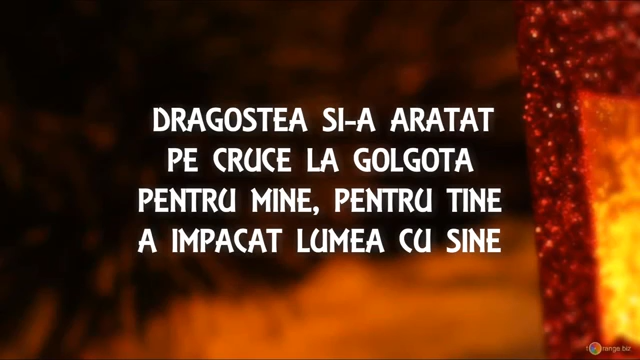 DRAGOSTEA SI-A ARATAT
PE CRUCE LA GOLGOTA
PENTRU MINE, PENTRU TINE
A IMPACAT LUMEA CU SINE